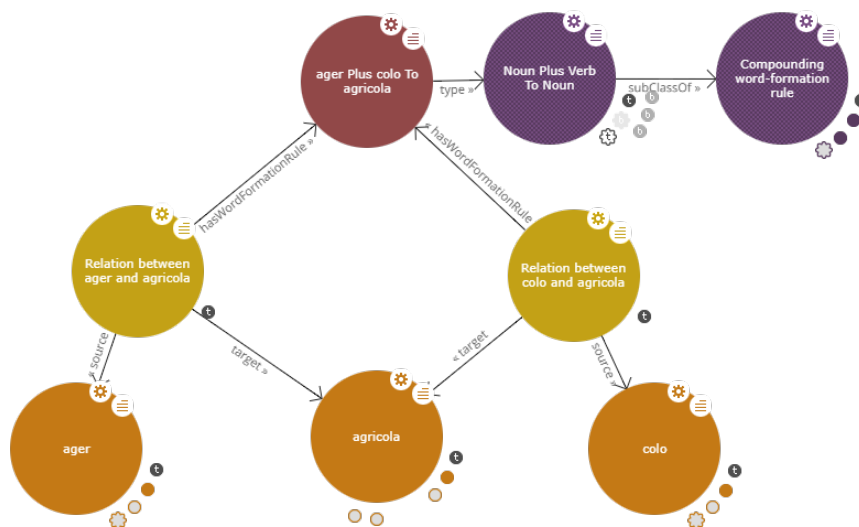 ager Plus colo To
agricola
type »
Noun Plus Verb
To Noun
subClassOf »
Compounding
word-formation
rule
t
b
t
b
b
t
hasWordFormationRule »
« hasWordFormationRule
Relation between
ager and agricola
Relation between
colo and agricola
t
t
« source
target »
« target
source »
ager
agricola
colo
t
t
t